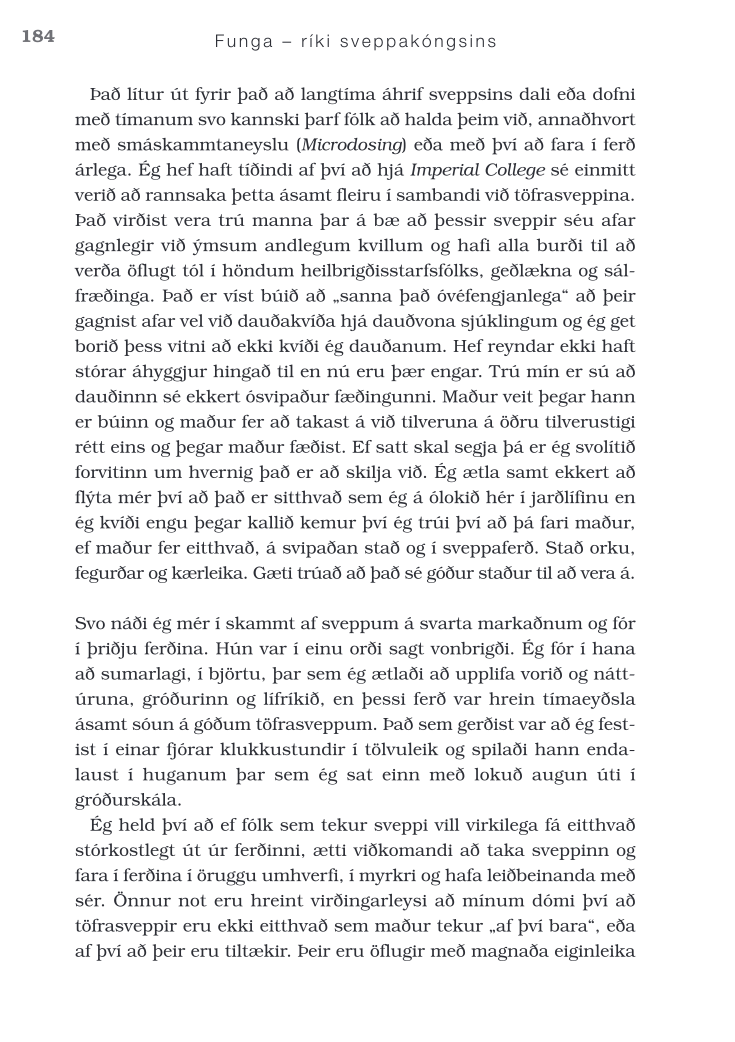 184
Funga – ríki sveppakóngsins
Það lítur út fyrir það að langtíma áhrif sveppsins dali eða dofni
með tímanum svo kannski þarf fólk að halda þeim við, annaðhvort
með smáskammtaneyslu (Microdosing) eða með því að fara í ferð
árlega. Ég hef haft tíðindi af því að hjá Imperial College sé einmitt
verið að rannsaka þetta ásamt fleiru í sambandi við töfrasveppina.
Það virðist vera trú manna þar á bæ að þessir sveppir séu afar
gagnlegir við ýmsum andlegum kvillum og hafi alla burði til að
verða öflugt tól í höndum heilbrigðisstarfsfólks, geðlækna og sál-
fræðinga. Það er víst búið að „sanna það óvéfengjanlega“ að þeir
gagnist afar vel við dauðakvíða hjá dauðvona sjúklingum og ég get
borið þess vitni að ekki kvíði ég dauðanum. Hef reyndar ekki haft
stórar áhyggjur hingað til en nú eru þær engar. Trú mín er sú að
dauðinnn sé ekkert ósvipaður fæðingunni. Maður veit þegar hann
er búinn og maður fer að takast á við tilveruna á öðru tilverustigi
rétt eins og þegar maður fæðist. Ef satt skal segja þá er ég svolítið
forvitinn um hvernig það er að skilja við. Ég ætla samt ekkert að
flýta mér því að það er sitthvað sem ég á ólokið hér í jarðlífinu en
ég kvíði engu þegar kallið kemur því ég trúi því að þá fari maður,
ef maður fer eitthvað, á svipaðan stað og í sveppaferð. Stað orku,
fegurðar og kærleika. Gæti trúað að það sé góður staður til að vera á.
Svo náði ég mér í skammt af sveppum á svarta markaðnum og fór
í þriðju ferðina. Hún var í einu orði sagt vonbrigði. Ég fór í hana
að sumarlagi, í björtu, þar sem ég ætlaði að upplifa vorið og nátt-
úruna, gróðurinn og lífríkið, en þessi ferð var hrein tímaeyðsla
ásamt sóun á góðum töfrasveppum. Það sem gerðist var að ég fest-
ist í einar fjórar klukkustundir í tölvuleik og spilaði hann enda-
laust í huganum þar sem ég sat einn með lokuð augun úti í
gróðurskála.
Ég held því að ef fólk sem tekur sveppi vill virkilega fá eitthvað
stórkostlegt út úr ferðinni, ætti viðkomandi að taka sveppinn og
fara í ferðina í öruggu umhverfi, í myrkri og hafa leiðbeinanda með
sér. Önnur not eru hreint virðingarleysi að mínum dómi því að
töfrasveppir eru ekki eitthvað sem maður tekur „af því bara“, eða
af því að þeir eru tiltækir. Þeir eru öflugir með magnaða eiginleika